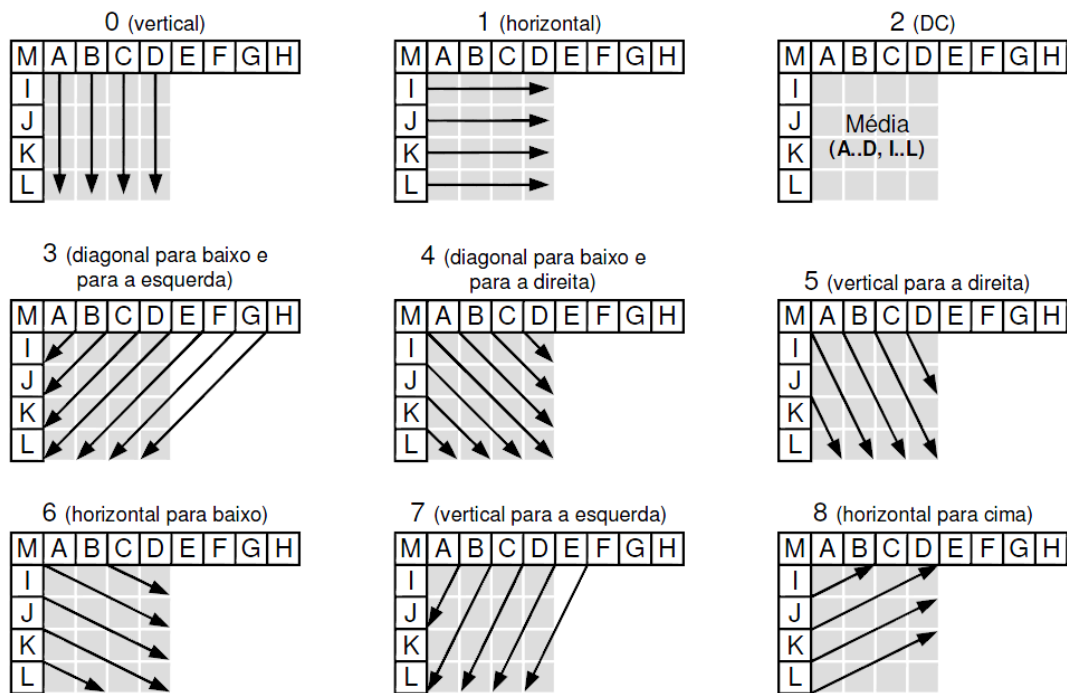 0 (vertical)
M A B C D E F G H
I
J
K
L
1 (horizontal)
M A B C D E F G H
I
J
K
L
2 (DC)
M A B C D E F G H
I
J
K
L
Média
(A..D, I..L)
3 (diagonal para baixo e
para a esquerda)
M A B C D E F G H
I
J
K
L
4 (diagonal para baixo e
para a direita)
M A B C D E F G H
I
J
K
L
5 (vertical para a direita)
M A B C D E F G H
I
J
K
L
6 (horizontal para baixo)
M A B C D E F G H
I
J
K
L
7 (vertical para a esquerda)
M A B C D E F G H
I
J
K
L
8 (horizontal para cima)
M A B C D E F G H
I
J
K
L